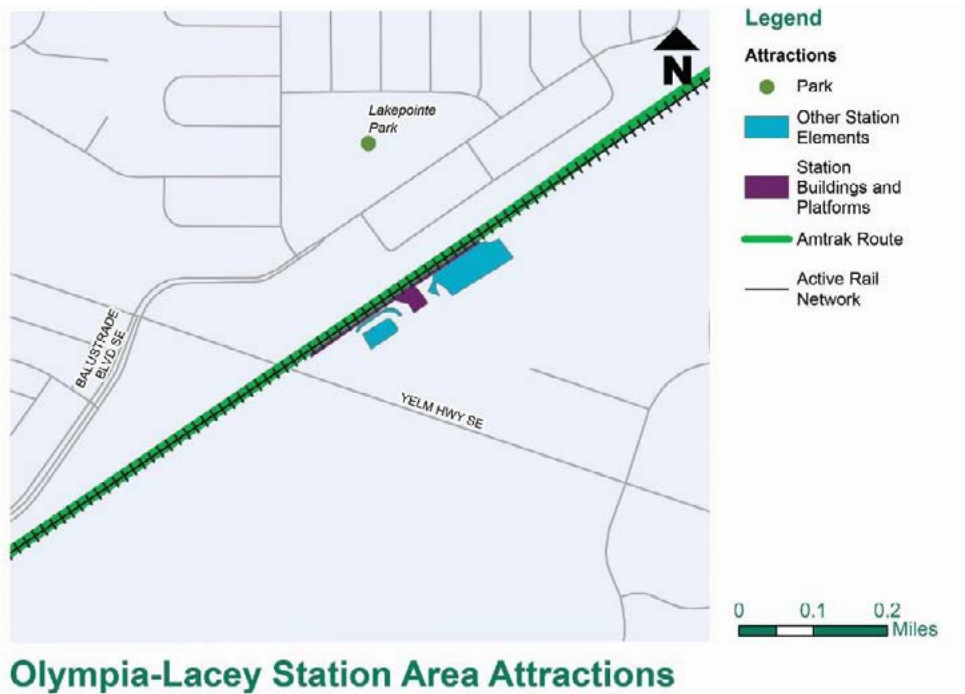 Lakepointe
Park
N
BALUSTRADE
BLVD SE
YELM HWY SE
Legend
Attractions
Park
Other Station
Elements
Station
Buildings and
Platforms
Amtrak Route
Active Rail
Network
0 0.1 0.2
Miles
Olympia-Lacey Station Area Attractions